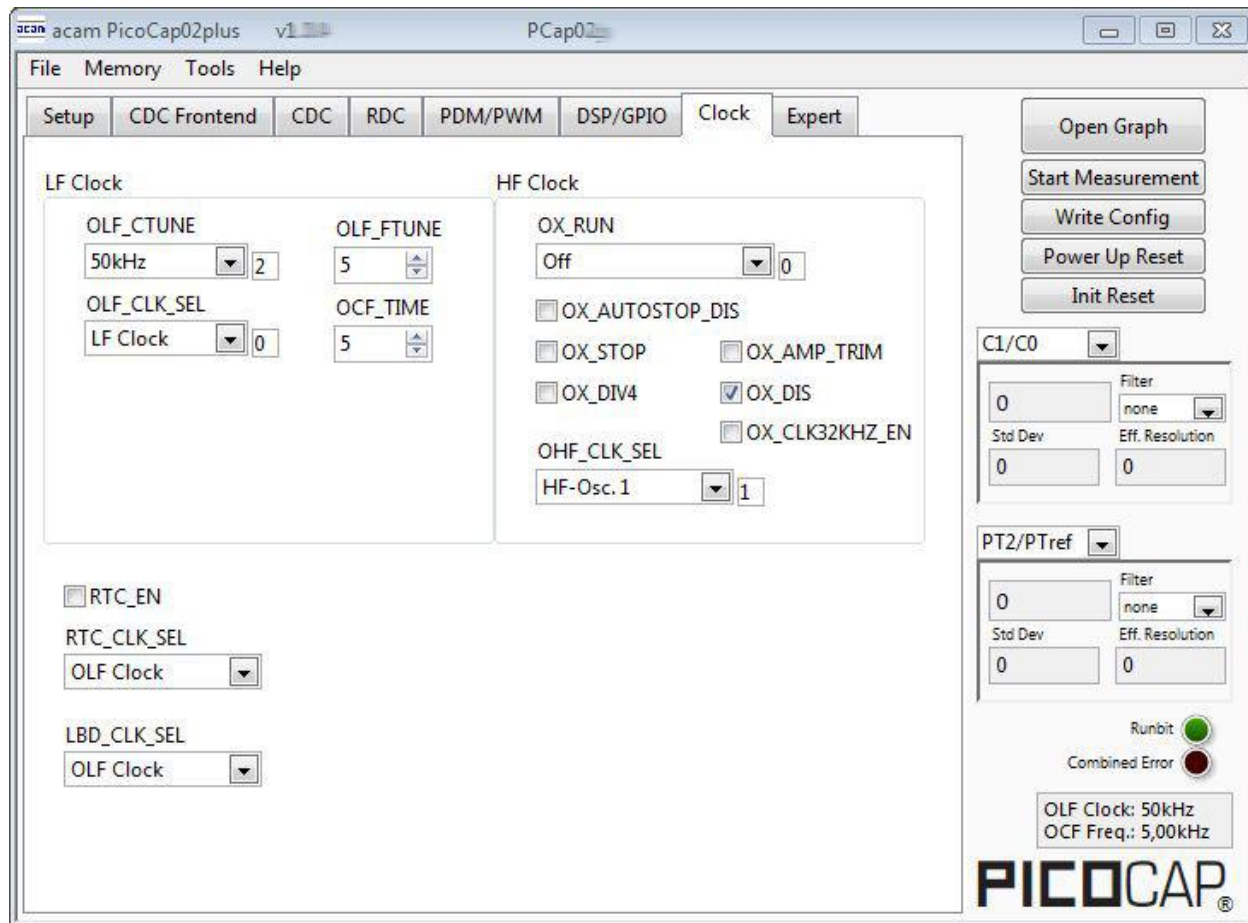 acam acam PicoCap02plus v1. PCap02
File Memory Tools Help
Setup CDC Frontend CDC RDC PDM/PWM DSP/GPIO Clock Expert
LF Clock
OLF_CTUNE
50kHz 2
OLF_FTUNE
5
OLF_CLK_SEL
LF Clock 0
OCF_TIME
5
HF Clock
OX_RUN
Off 0
OX_AUTOSTOP_DIS
OX_STOP OX_AMP_TRIM
OX_DIV4 OX_DIS
OX_CLK32KHZ_EN
OHF_CLK_SEL
HF-Osc. 1 1
RTC_EN
RTC_CLK_SEL
OLF Clock
LBD_CLK_SEL
OLF Clock
Open Graph
Start Measurement
Write Config
Power Up Reset
Init Reset
C1/C0
Filter
0 none
Std Dev Eff. Resolution
0 0
PT2/PTref
Filter
0 none
Std Dev Eff. Resolution
0 0
Runbit
Combined Error
OLF Clock: 50kHz
OCF Freq.: 5,00kHz
PICOCAP®